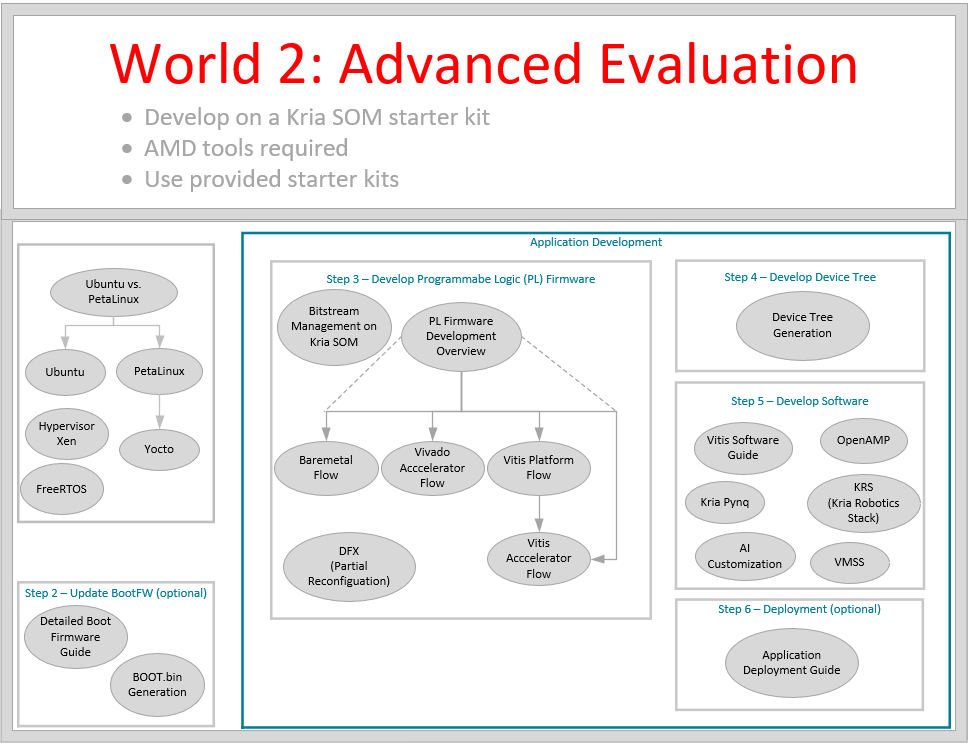 World 2: Advanced Evaluation
• Develop on a Kria SOM starter kit
• AMD tools required
• Use provided starter kits
Ubuntu vs.
PetaLinux
Ubuntu
PetaLinux
Hypervisor
Xen
Yocto
FreeRTOS
Step 2 – Update BootFW (optional)
Detailed Boot
Firmware
Guide
BOOT.bin
Generation
Application Development
Step 3 – Develop Programmabe Logic (PL) Firmware
Bitstream
Management on
Kria SOM
PL Firmware
Development
Overview
Baremetal
Flow
Vivado
Acccelerator
Flow
Vitis Platform
Flow
DFX
(Partial
Reconfiguation)
Vitis
Acccelerator
Flow
Step 4 – Develop Device Tree
Device Tree
Generation
Step 5 – Develop Software
Vitis Software
Guide
OpenAMP
Kria Pynq
KRS
(Kria Robotics
Stack)
AI
Customization
VMSS
Step 6 – Deployment (optional)
Application
Deployment Guide